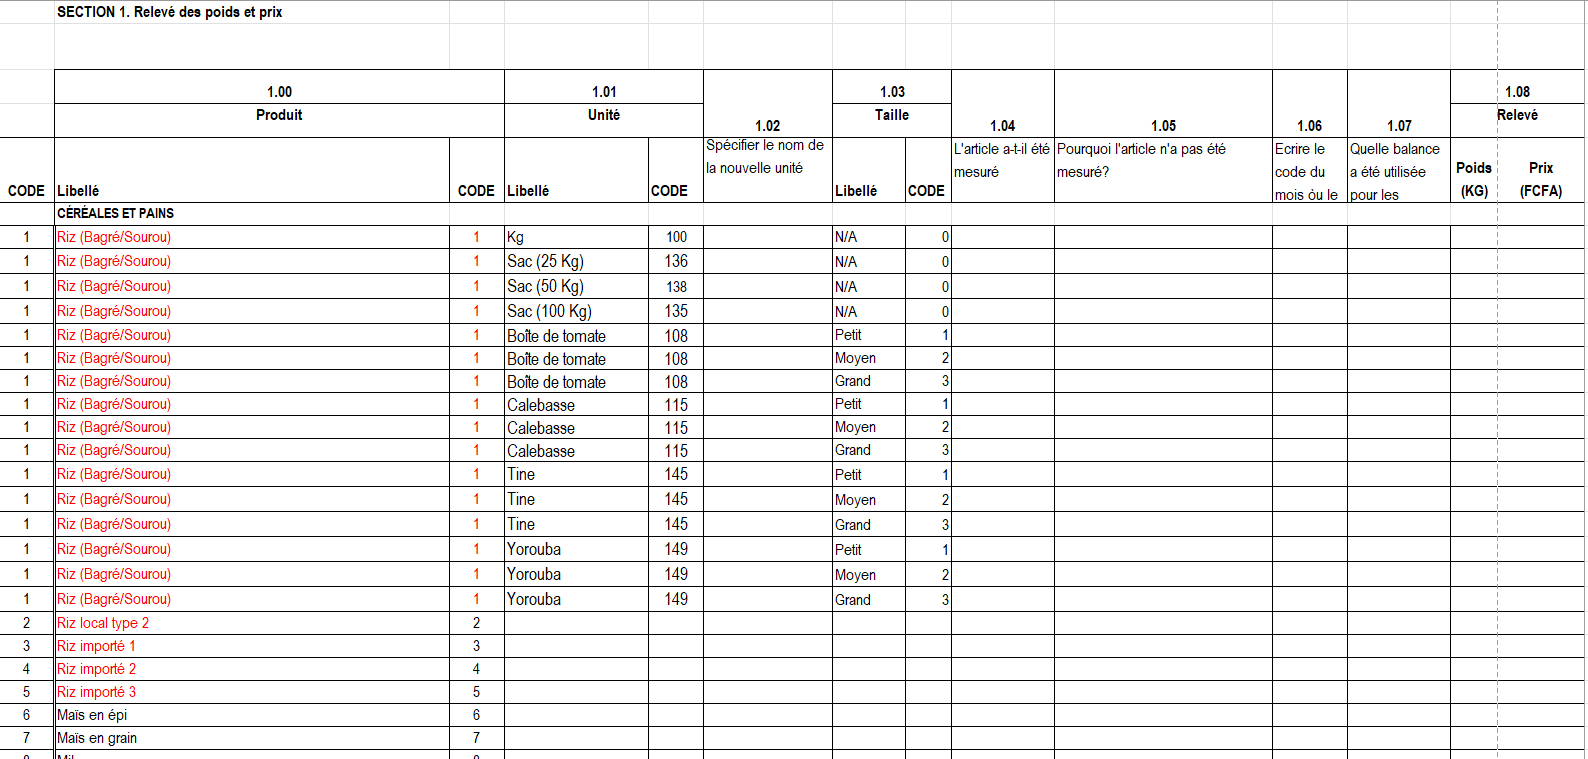 SECTION 1. Relevé des poids et prix
1.00 1.01 1.02 1.03 1.04 1.05 1.06 1.07 1.08
Produit Unité Taille Relevé
CODE Libellé CODE Libellé CODE Spécifier le nom de la nouvelle unité Libellé CODE L'article a-t-il été mesuré Pourquoi l'article n'a pas été mesuré? Ecrire le code du mois óu le Quelle balance a été utilisée pour les Poids (KG) Prix (FCFA)
CÉRÉALES ET PAINS
1 Riz (Bagré/Sourou) 1 Kg 100 N/A 0
1 Riz (Bagré/Sourou) 1 Sac (25 Kg) 136 N/A 0
1 Riz (Bagré/Sourou) 1 Sac (50 Kg) 138 N/A 0
1 Riz (Bagré/Sourou) 1 Sac (100 Kg) 135 N/A 0
1 Riz (Bagré/Sourou) 1 Boîte de tomate 108 Petit 1
1 Riz (Bagré/Sourou) 1 Boîte de tomate 108 Moyen 2
1 Riz (Bagré/Sourou) 1 Boîte de tomate 108 Grand 3
1 Riz (Bagré/Sourou) 1 Calebasse 115 Petit 1
1 Riz (Bagré/Sourou) 1 Calebasse 115 Moyen 2
1 Riz (Bagré/Sourou) 1 Calebasse 115 Grand 3
1 Riz (Bagré/Sourou) 1 Tine 145 Petit 1
1 Riz (Bagré/Sourou) 1 Tine 145 Moyen 2
1 Riz (Bagré/Sourou) 1 Tine 145 Grand 3
1 Riz (Bagré/Sourou) 1 Yorouba 149 Petit 1
1 Riz (Bagré/Sourou) 1 Yorouba 149 Moyen 2
1 Riz (Bagré/Sourou) 1 Yorouba 149 Grand 3
2 Riz local type 2 2
3 Riz importé 1 3
4 Riz importé 2 4
5 Riz importé 3 5
6 Maïs en épi 6
7 Maïs en grain 7